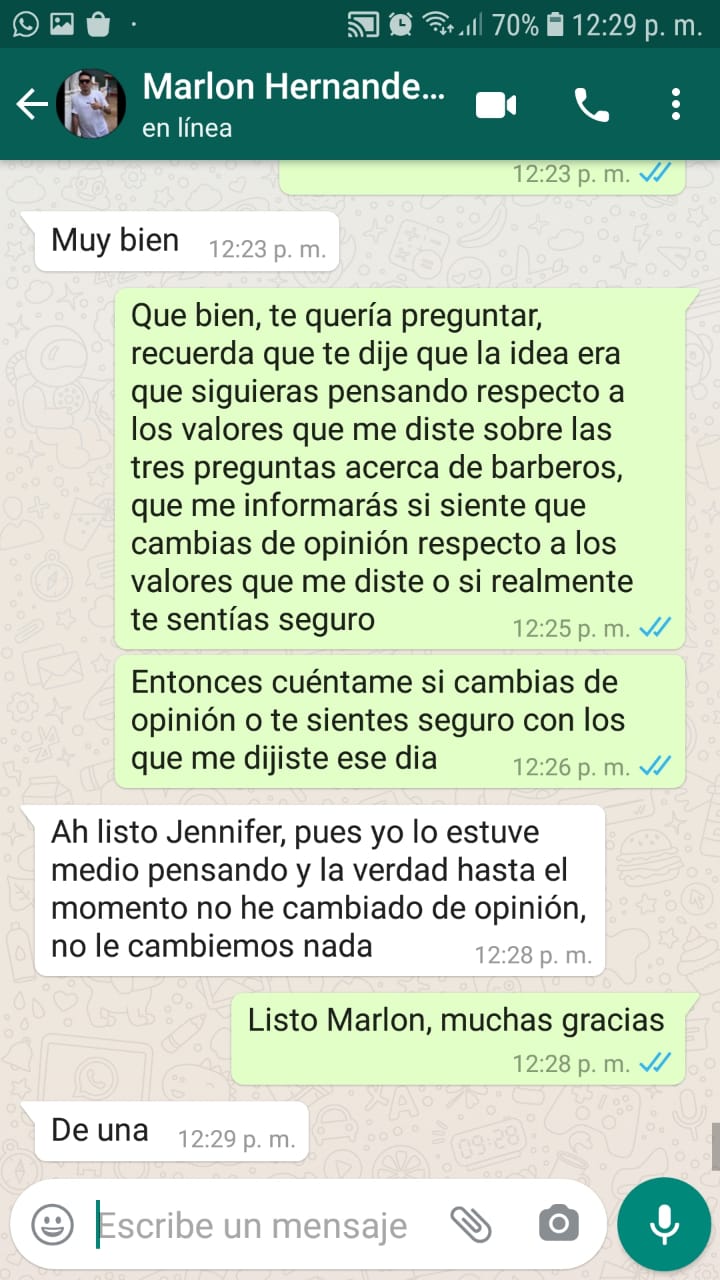 70% 12:29 p. m.
Marlon Hernande...
en línea
12:23 p. m.
Muy bien 12:23 p. m.
Que bien, te quería preguntar,
recuerda que te dije que la idea era
que siguieras pensando respecto a
los valores que me diste sobre las
tres preguntas acerca de barberos,
que me informarás si siente que
cambias de opinión respecto a los
valores que me diste o si realmente
te sentías seguro 12:25 p. m.
Entonces cuéntame si cambias de
opinión o te sientes seguro con los
que me dijiste ese dia 12:26 p. m.
Ah listo Jennifer, pues yo lo estuve
medio pensando y la verdad hasta el
momento no he cambiado de opinión,
no le cambiemos nada 12:28 p. m.
Listo Marlon, muchas gracias
12:28 p. m.
De una 12:29 p. m.
Escribe un mensaje